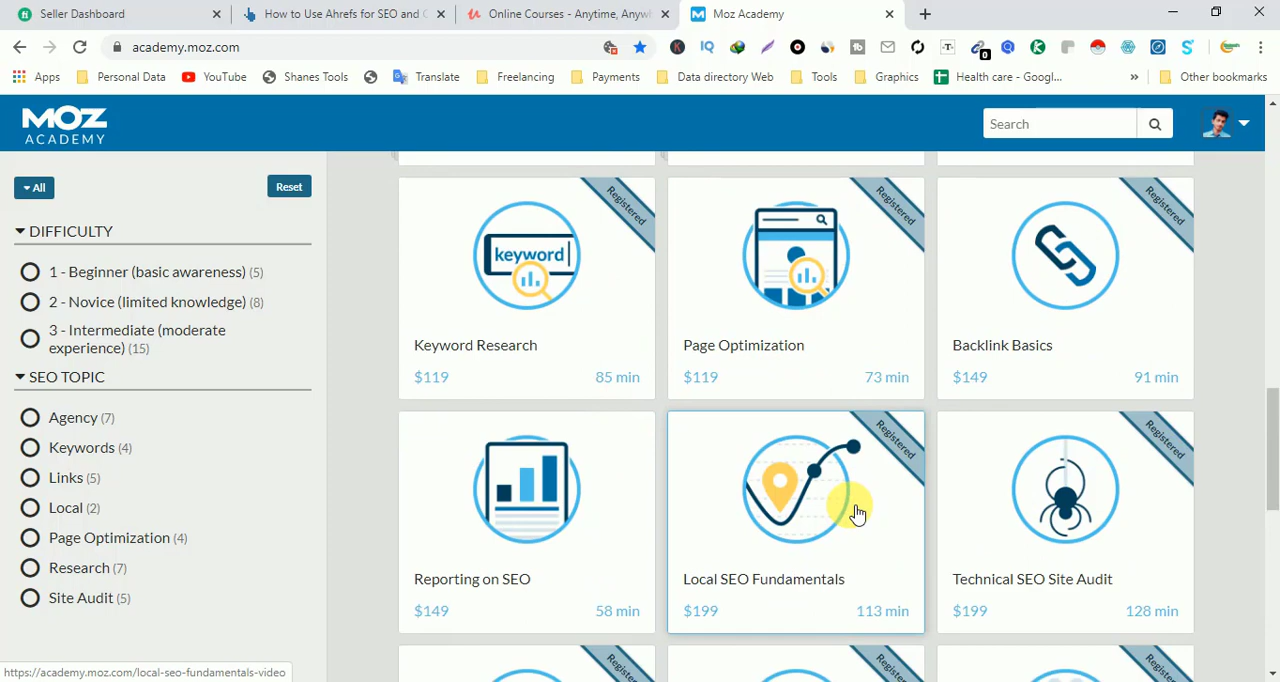 Seller Dashboard
How to Use Ahrefs for SEO and C
Online Courses - Anytime, Anywh
Moz Academy
academy.moz.com
0
Apps
Personal Data
YouTube
Shanes Tools
Translate
Freelancing
Payments
Data directory Web
Tools
Graphics
Health care - Googl...
Other bookmarks
MOZ
ACADEMY
Search
All
Reset
DIFFICULTY
1 - Beginner (basic awareness) (5)
2 - Novice (limited knowledge) (8)
3 - Intermediate (moderate
experience) (15)
SEO TOPIC
Agency (7)
Keywords (4)
Links (5)
Local (2)
Page Optimization (4)
Research (7)
Site Audit (5)
Registered
keyword
Keyword Research
$119 85 min
Registered
Page Optimization
$119 73 min
Registered
Backlink Basics
$149 91 min
Reporting on SEO
$149 58 min
Registered
Local SEO Fundamentals
$199 113 min
Registered
Technical SEO Site Audit
$199 128 min
https://academy.moz.com/local-seo-fundamentals-video